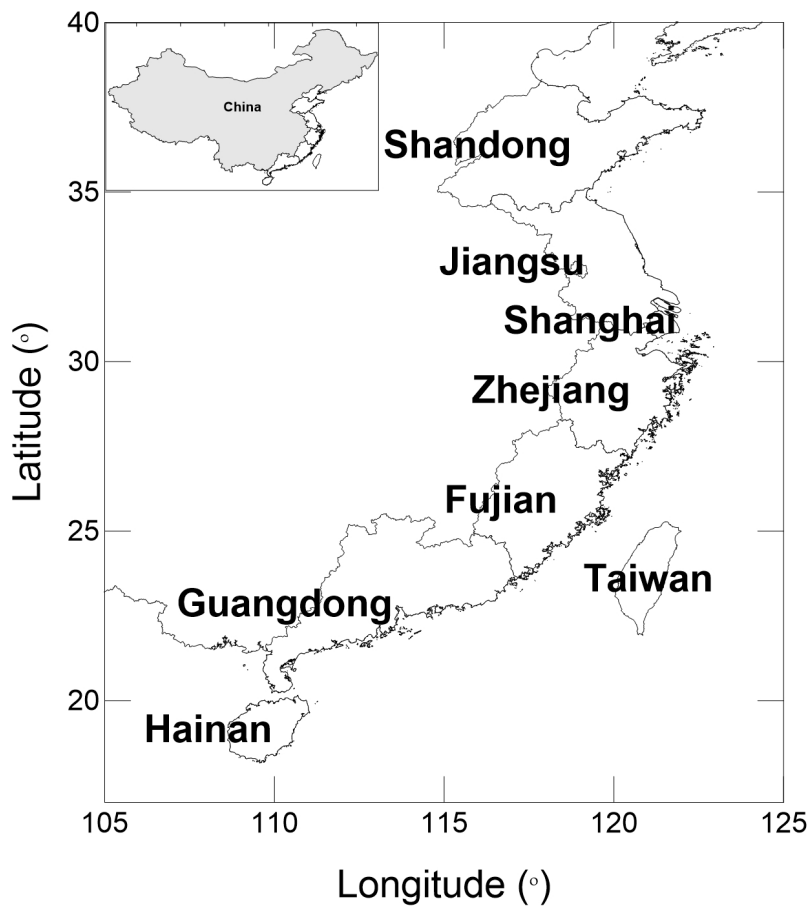 40
China
Shandong
35
Jiangsu
Shanghai
30
Zhejiang
Fujian
25
Taiwan
Guangdong
20
Hainan
105 110 115 120 125
Latitude (°)
Longitude (°)